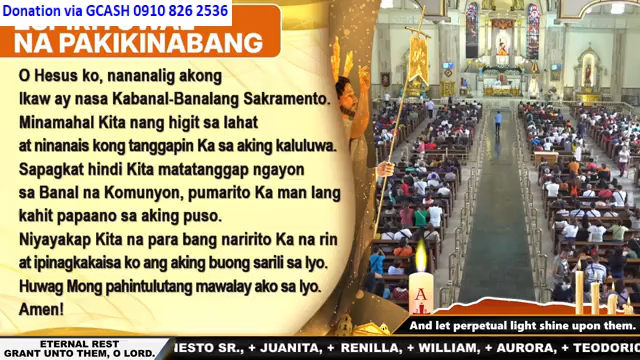 Donation via GCASH 0910 826 2536
NA PAKIKINABANG
O Hesus ko, nananalig akong
Ikaw ay nasa Kabanal-Banalang Sakramento.
Minamahal Kita nang higit sa lahat
at ninanais kong tanggapin Ka sa aking kaluluwa.
Sapagkat hindi Kita matatanggap ngayon
sa Banal na Komunyon, pumarito Ka man lang
kahit papaano sa aking puso.
Niyayakap Kita na para bang naririto Ka na rin
at ipinagkakaisa ko ang aking buong sarili sa Iyo.
Huwag Mong pahintulutang mawalay ako sa Iyo.
Amen!
A
And let perpetual light shine upon them.
ETERNAL REST
GRANT UNTO THEM, O LORD.
NESTO SR., + JUANITA, + RENILLA, + WILLIAM, + AURORA, + TEODORIC